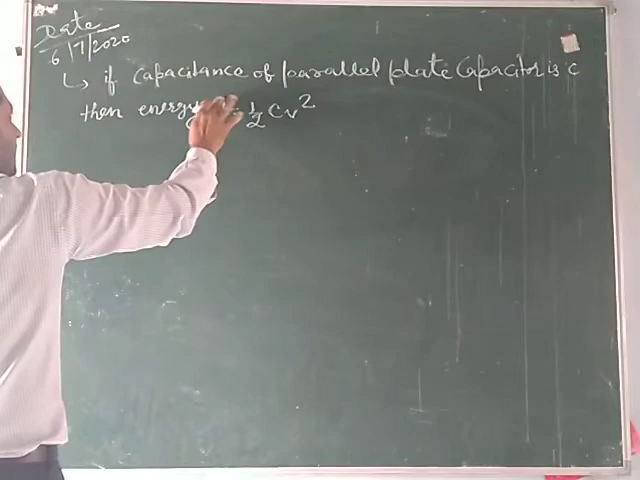 Date
6/7/2020
↳ if capacitance of parallel plate Capacitor is c
then energy = 1/2 CV²